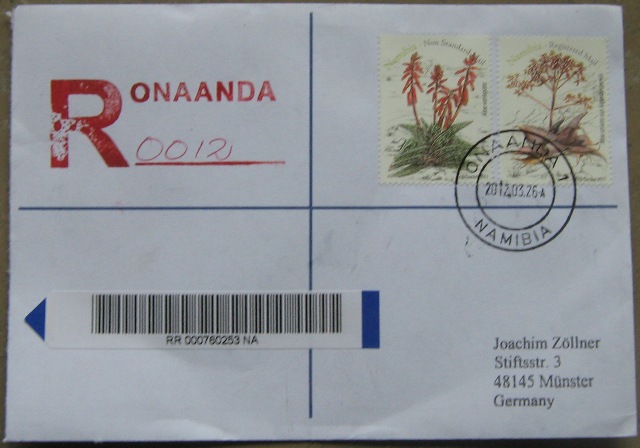 R ONAANDA
0012
Namibia Non Standard Mail
Namibia Registered Mail
ONAANDA 1
2012.03.26-A
NAMIBIA
RR 000760253 NA
Joachim Zöllner
Stiftsstr. 3
48145 Münster
Germany